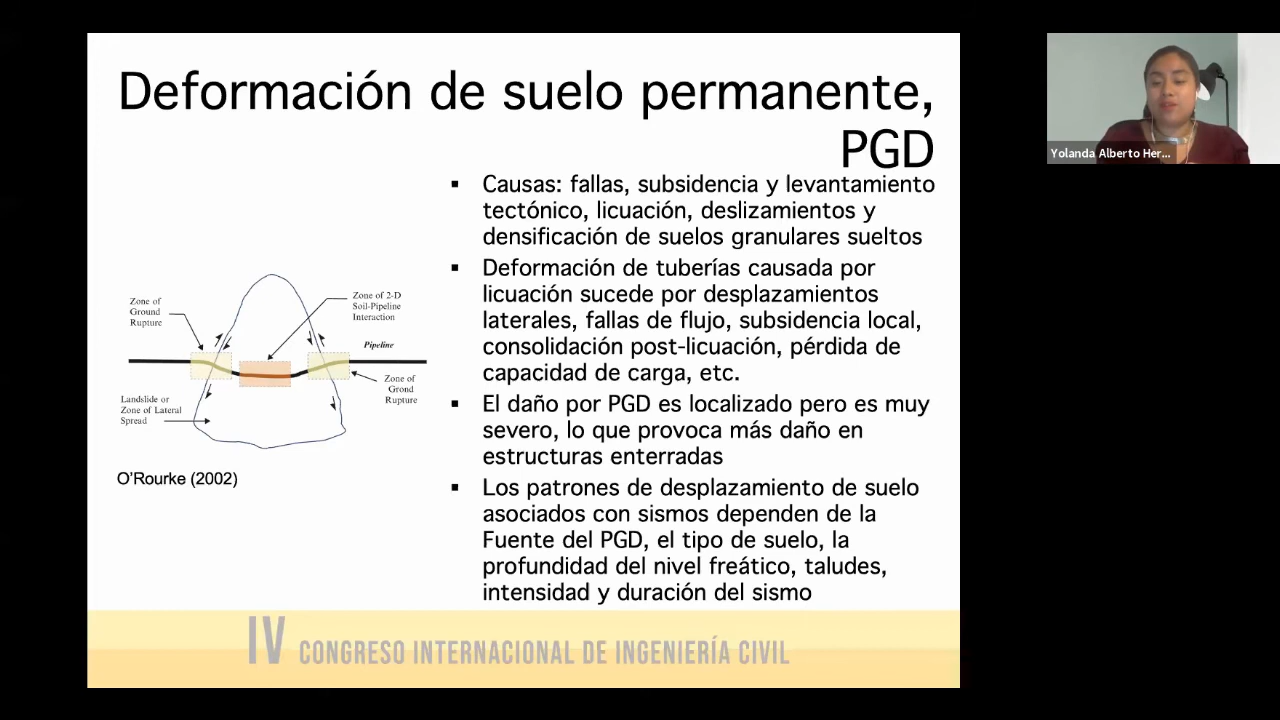 Deformación de suelo permanente,
PGD
▪ Causas: fallas, subsidencia y levantamiento
tectónico, licuación, deslizamientos y
densificación de suelos granulares sueltos
▪ Deformación de tuberías causada por
licuación sucede por desplazamientos
laterales, fallas de flujo, subsidencia local,
consolidación post-licuación, pérdida de
capacidad de carga, etc.
▪ El daño por PGD es localizado pero es muy
severo, lo que provoca más daño en
estructuras enterradas
▪ Los patrones de desplazamiento de suelo
asociados con sismos dependen de la
Fuente del PGD, el tipo de suelo, la
profundidad del nivel freático, taludes,
intensidad y duración del sismo
Zone of
Ground
Rupture
Zone of 2-D
Soil-Pipeline
Interaction
Pipeline
Zone of
Grond
Rupture
Landslide or
Zone of Lateral
Spread
O'Rourke (2002)
IV CONGRESO INTERNACIONAL DE INGENIERÍA CIVIL
Yolanda Alberto Her...